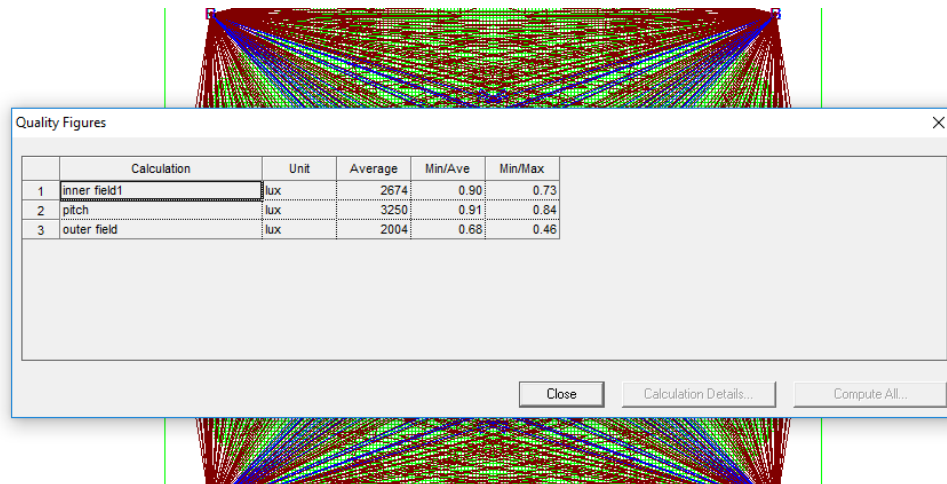 B B
Quality Figures
Calculation Unit Average Min/Ave Min/Max
1 inner field1 lux 2674 0.90 0.73
2 pitch lux 3250 0.91 0.84
3 outer field lux 2004 0.68 0.46
Close Calculation Details... Compute All...